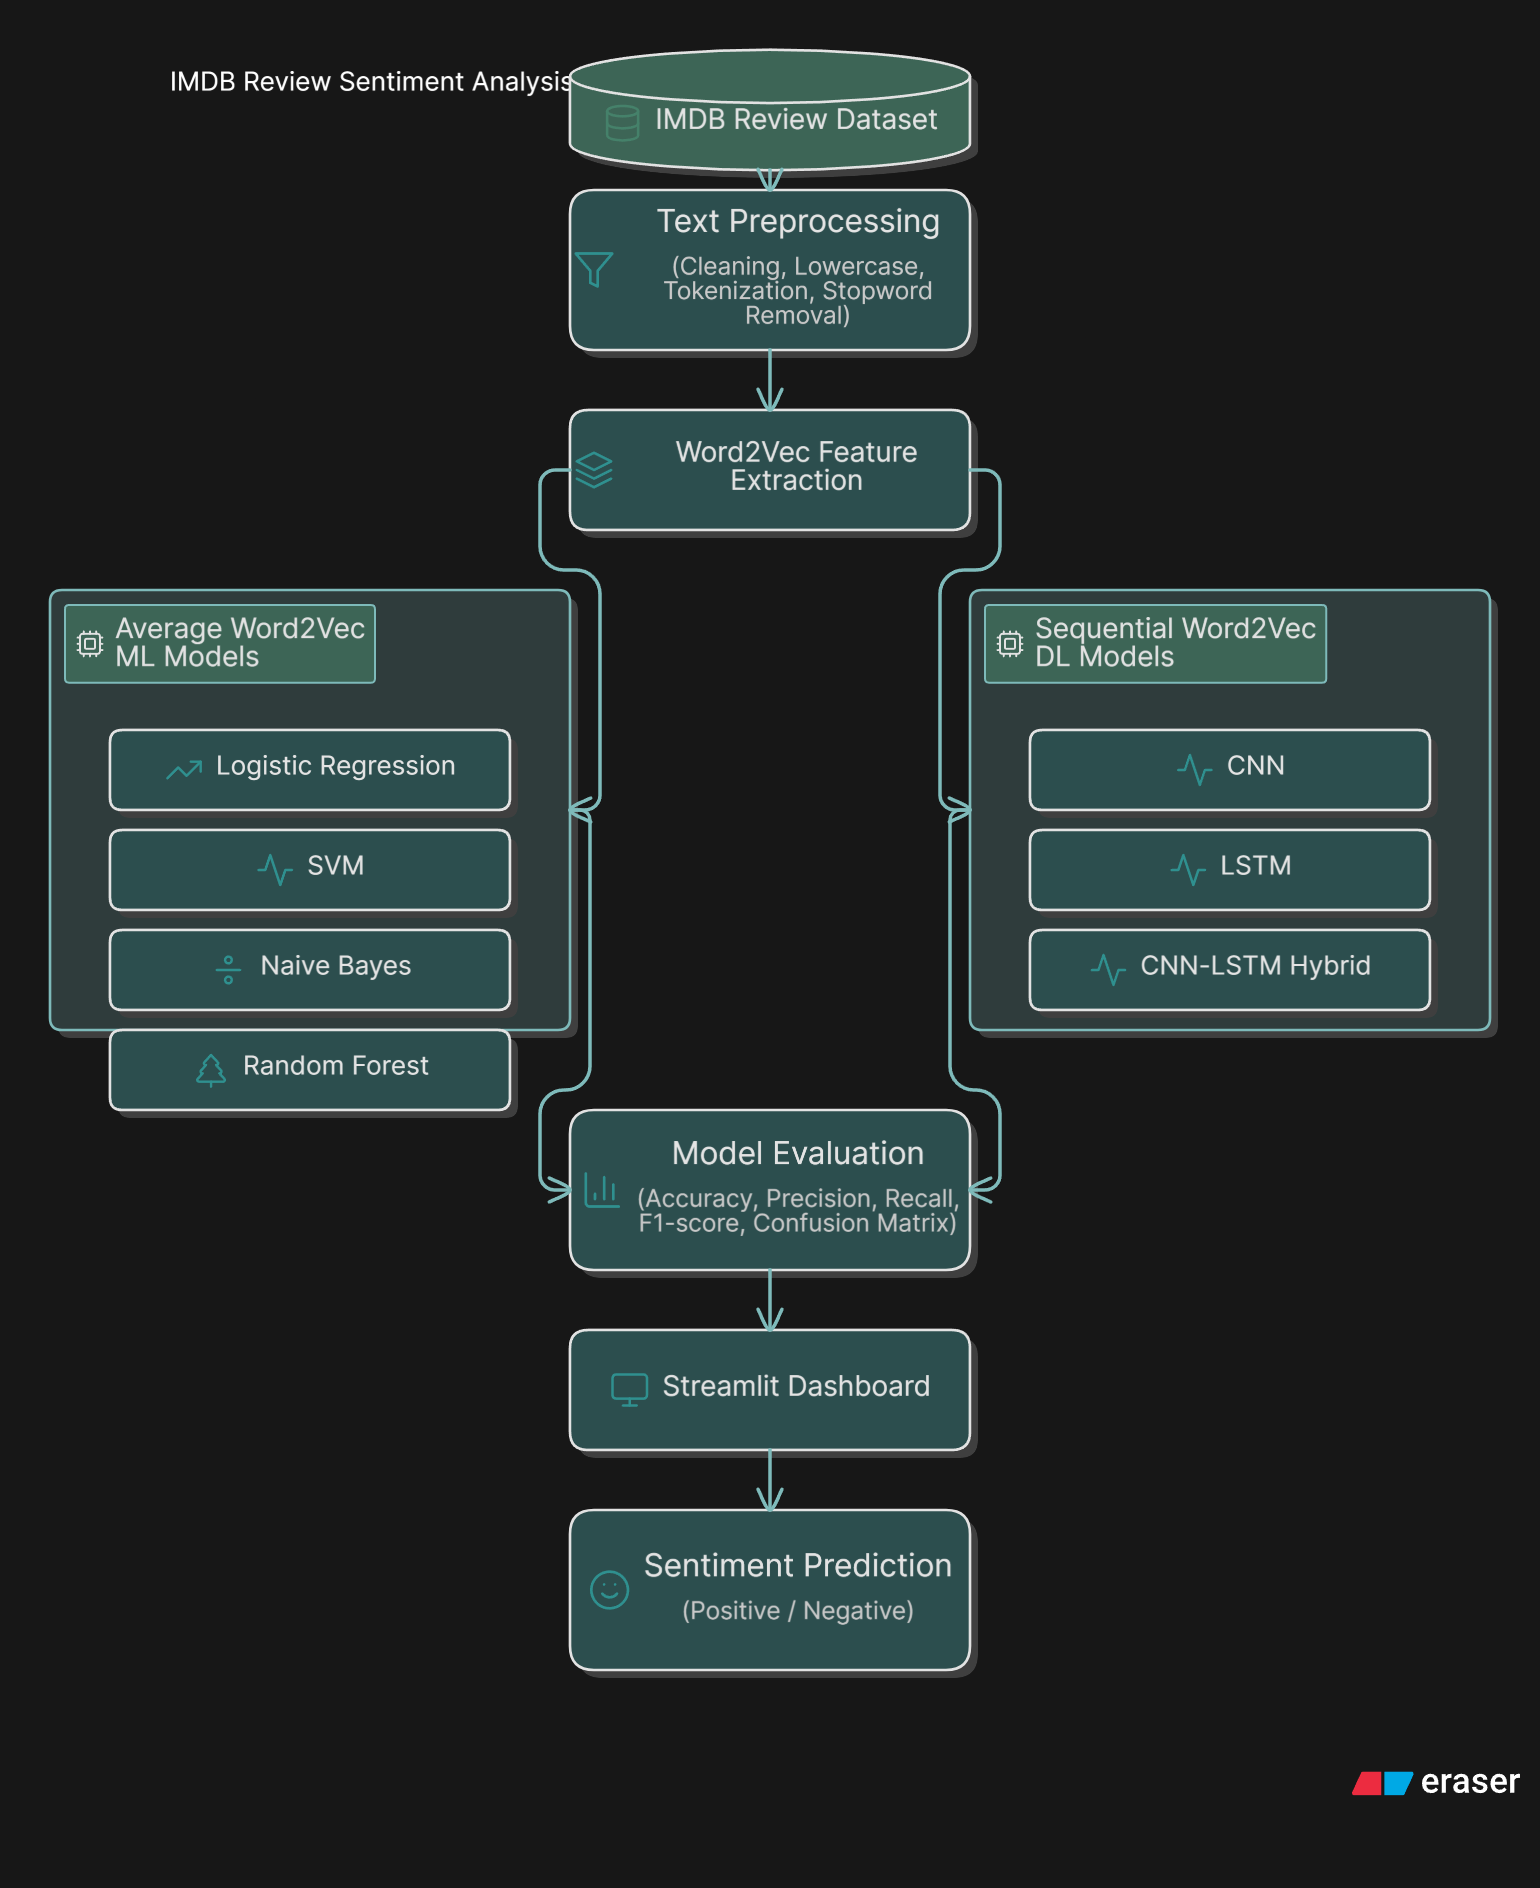 IMDB Review Sentiment Analysis
IMDB Review Dataset
Text Preprocessing
(Cleaning, Lowercase,
Tokenization, Stopword
Removal)
Word2Vec Feature
Extraction
Average Word2Vec
ML Models
Logistic Regression
SVM
Naive Bayes
Random Forest
Sequential Word2Vec
DL Models
CNN
LSTM
CNN-LSTM Hybrid
Model Evaluation
(Accuracy, Precision, Recall,
F1-score, Confusion Matrix)
Streamlit Dashboard
Sentiment Prediction
(Positive / Negative)
eraser